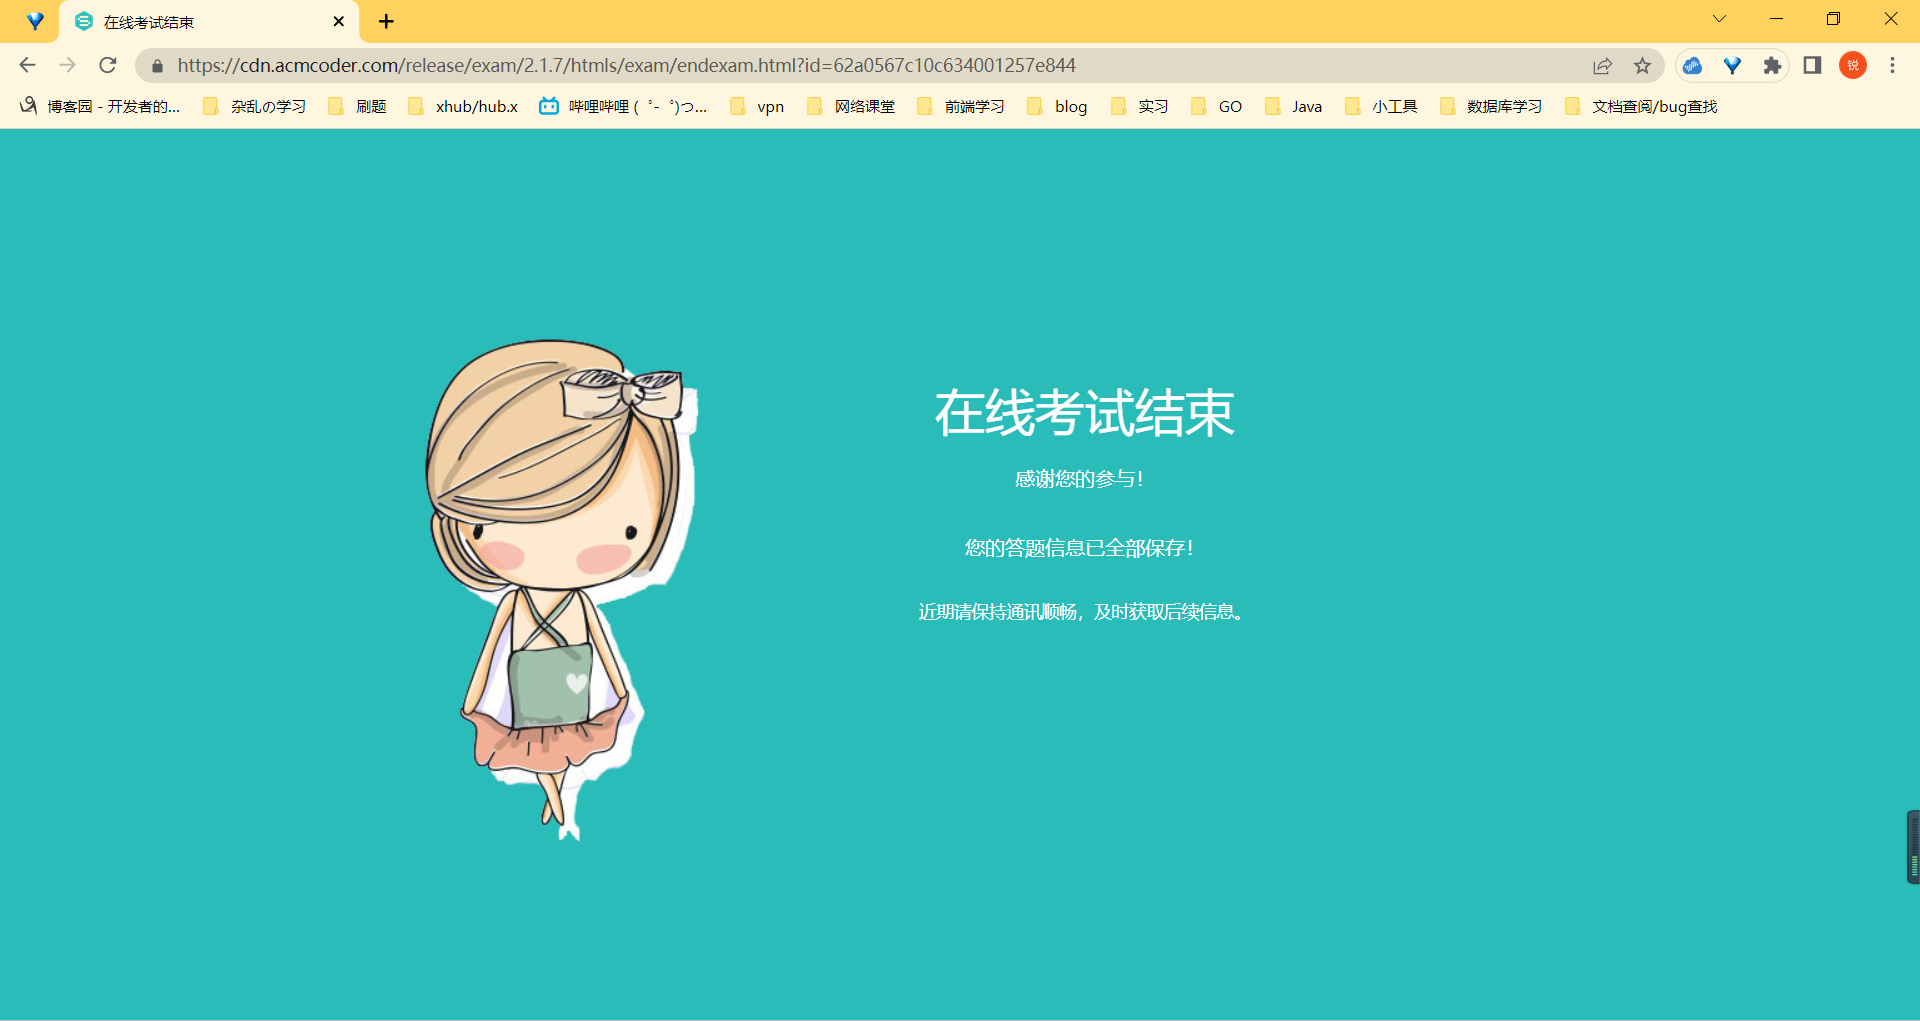 在线考试结束
https://cdn.acmcoder.com/release/exam/2.1.7/htmls/exam/endexam.html?id=62a0567c10c634001257e844
锐
博客园 - 开发者的... 杂乱の学习 刷题 xhub/hub.x 哔哩哔哩 ( ゜- ゜)つ... vpn 网络课堂 前端学习 blog 实习 GO Java 小工具 数据库学习 文档查阅/bug查找
在线考试结束
感谢您的参与！
您的答题信息已全部保存！
近期请保持通讯顺畅，及时获取后续信息。